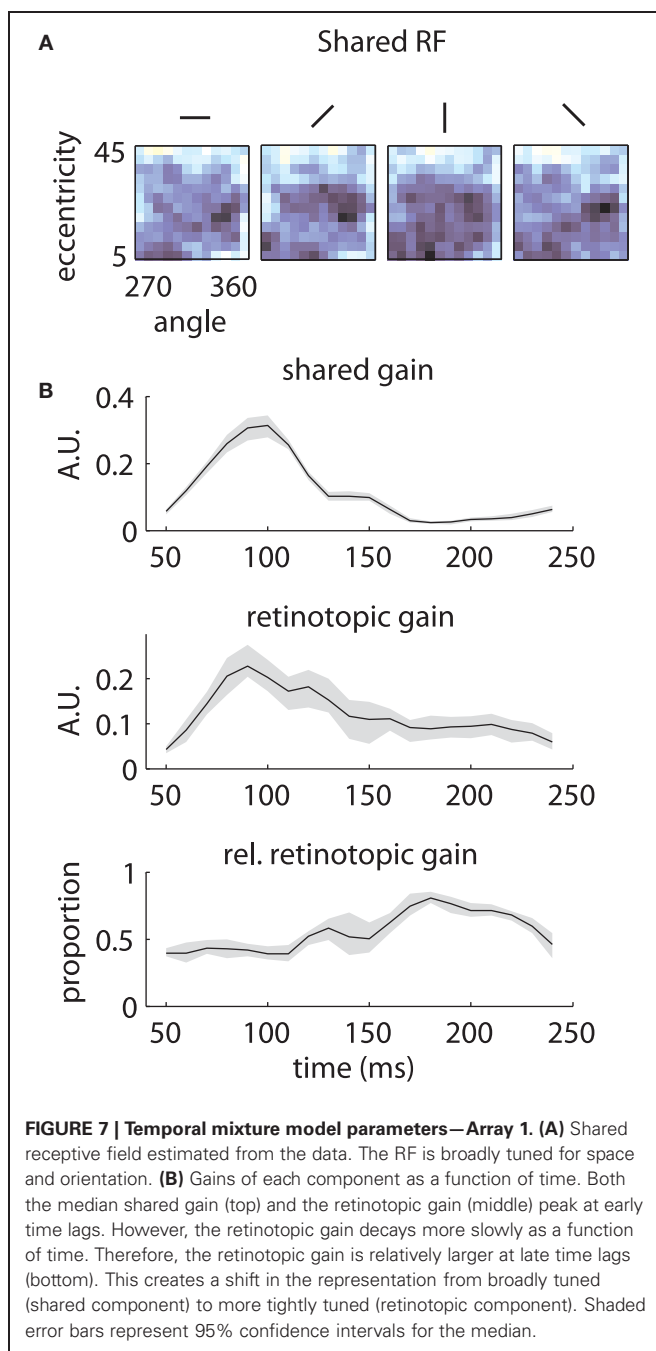 A
Shared RF
45
eccentricity
5
270 360
angle
B
shared gain
0.4
A.U.
0.2
0
50 100 150 200 250
retinotopic gain
0.2
A.U.
0.1
0
50 100 150 200 250
rel. retinotopic gain
1
proportion
0.5
0
50 100 150 200 250
time (ms)
FIGURE 7 | Temporal mixture model parameters—Array 1. (A) Shared
receptive field estimated from the data. The RF is broadly tuned for space
and orientation. (B) Gains of each component as a function of time. Both
the median shared gain (top) and the retinotopic gain (middle) peak at early
time lags. However, the retinotopic gain decays more slowly as a function
of time. Therefore, the retinotopic gain is relatively larger at late time lags
(bottom). This creates a shift in the representation from broadly tuned
(shared component) to more tightly tuned (retinotopic component). Shaded
error bars represent 95% confidence intervals for the median.